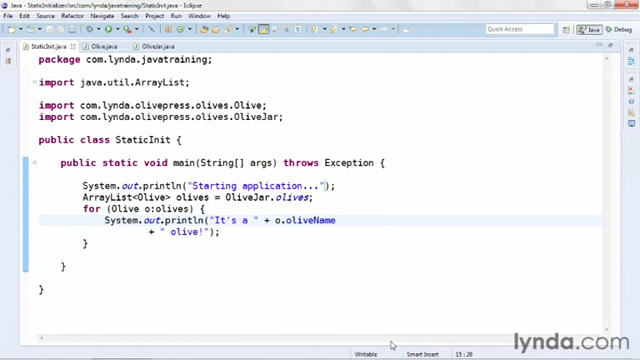 StaticInitializer/src/com/lynda/javatraining/StaticInit.java - Eclipse
File Edit Source Refactor Navigate Search Project Run Window Help
Java Debug
StaticInit.java Olive.java OliveJar.java
package com.lynda.javatraining;
import java.util.ArrayList;
import com.lynda.olivepress.olives.Olive;
import com.lynda.olivepress.olives.OliveJar;
public class StaticInit {
public static void main(String[] args) throws Exception {
System.out.println("Starting application...");
ArrayList<Olive> olives = OliveJar.olives;
for (Olive o:olives) {
System.out.println("It's a " + o.oliveName
+ " olive!");
}
}
}
Writable Smart Insert 15 : 20
lynda.com